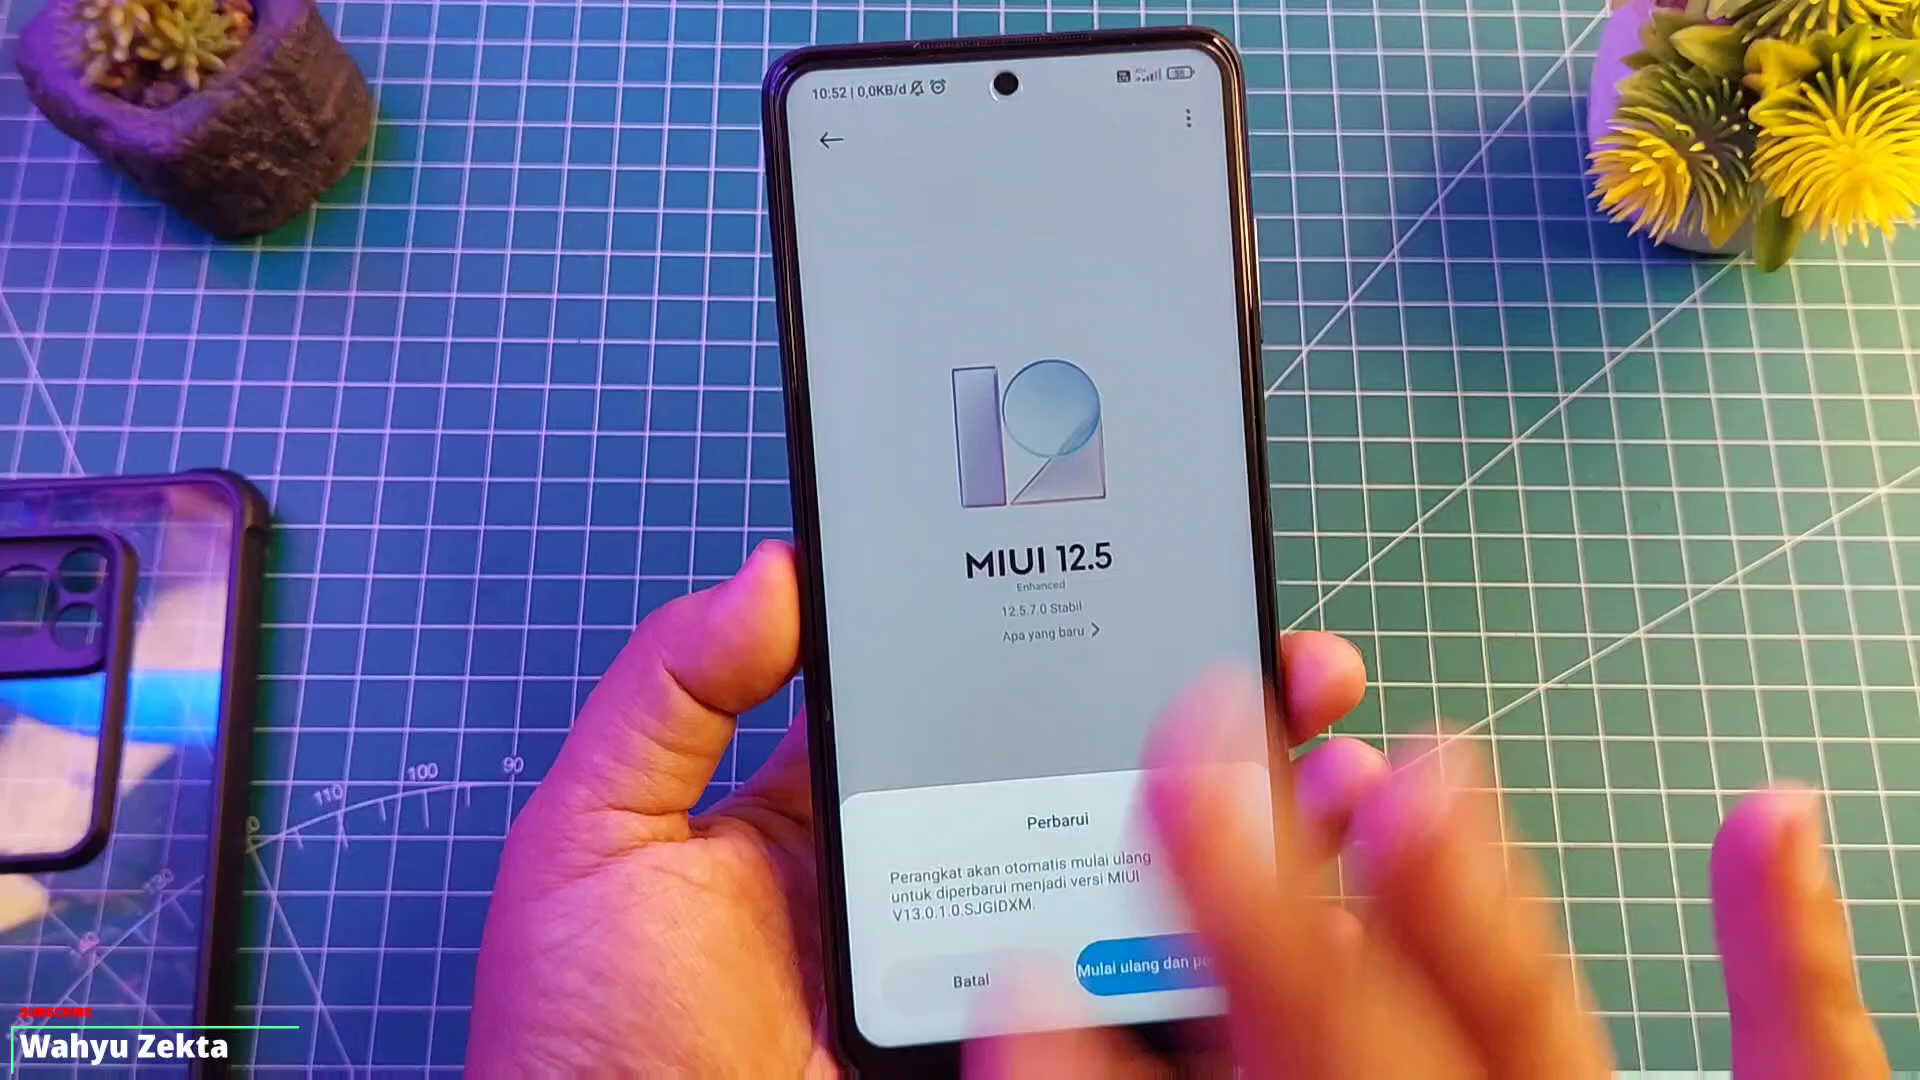 10:52 | 0,0KB/d
MIUI 12.5
Enhanced
12.5.7.0 Stabil
Apa yang baru
Perbarui
Perangkat akan otomatis mulai ulang
untuk diperbarui menjadi versi MIUI
V13.0.1.0.SJGIDXM.
Batal
Mulai ulang dan
110
100
90
130
SUBSCRIBE
Wahyu Zekta